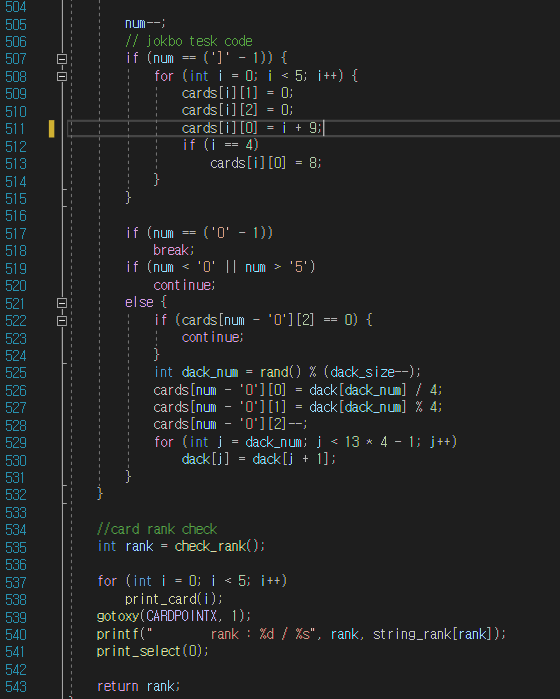 504
505 num--;
506 // jokbo tesk code
507 if (num == (']' - 1)) {
508 for (int i = 0; i < 5; i++) {
509 cards[i][1] = 0;
510 cards[i][2] = 0;
511 cards[i][0] = i + 9;
512 if (i == 4)
513 cards[i][0] = 8;
514 }
515 }
516
517 if (num == ('0' - 1))
518 break;
519 if (num < '0' || num > '5')
520 continue;
521 else {
522 if (cards[num - '0'][2] == 0) {
523 continue;
524 }
525 int dack_num = rand() % (dack_size--);
526 cards[num - '0'][0] = dack[dack_num] / 4;
527 cards[num - '0'][1] = dack[dack_num] % 4;
528 cards[num - '0'][2]--;
529 for (int j = dack_num; j < 13 * 4 - 1; j++)
530 dack[j] = dack[j + 1];
531 }
532 }
533
534 //card rank check
535 int rank = check_rank();
536
537 for (int i = 0; i < 5; i++)
538 print_card(i);
539 gotoxy(CARDPOINTX, 1);
540 printf("        rank : %d / %s", rank, string_rank[rank]);
541 print_select(0);
542
543 return rank;